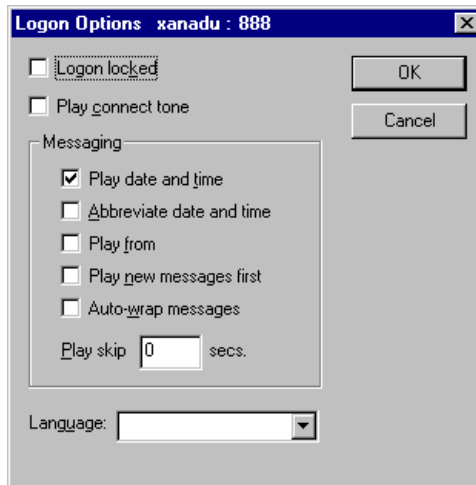 Logon Options xanadu : 888
Logon locked
OK
Play connect tone
Cancel
Messaging
Play date and time
Abbreviate date and time
Play from
Play new messages first
Auto-wrap messages
Play skip 0 secs.
Language: